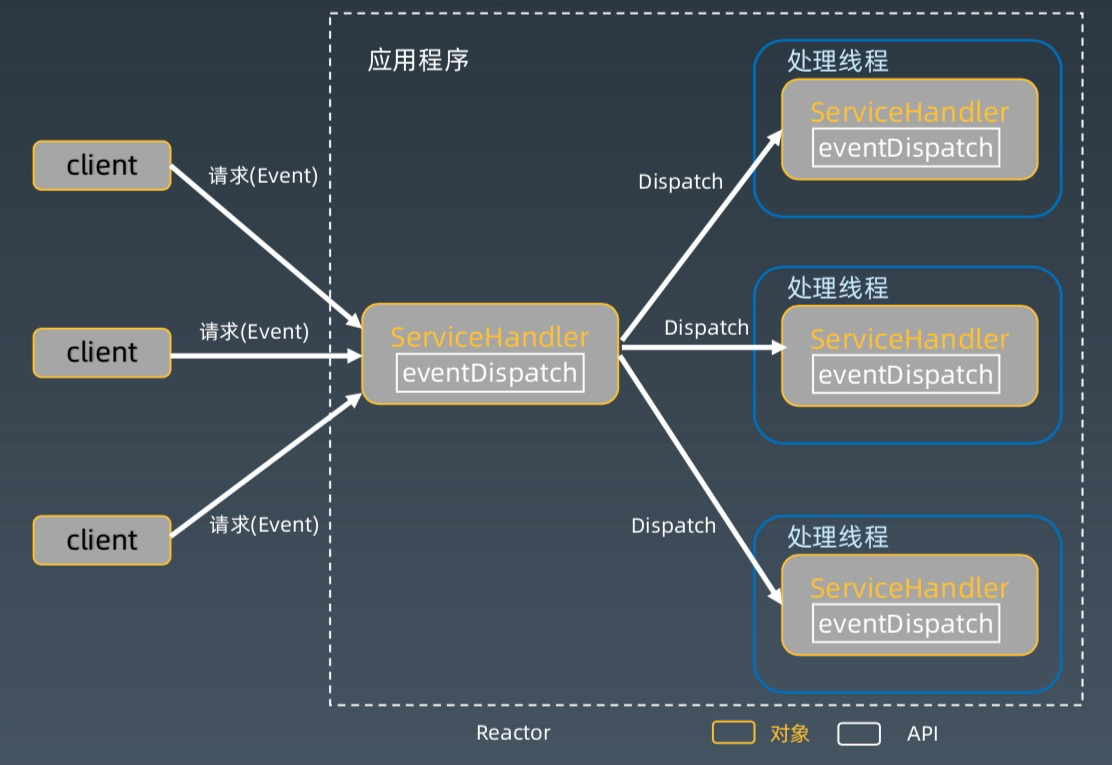 应用程序
处理线程
ServiceHandler
eventDispatch
client
请求(Event)
Dispatch
处理线程
ServiceHandler
eventDispatch
client
请求(Event)
ServiceHandler
eventDispatch
Dispatch
client
请求(Event)
Dispatch
处理线程
ServiceHandler
eventDispatch
Reactor
对象
API